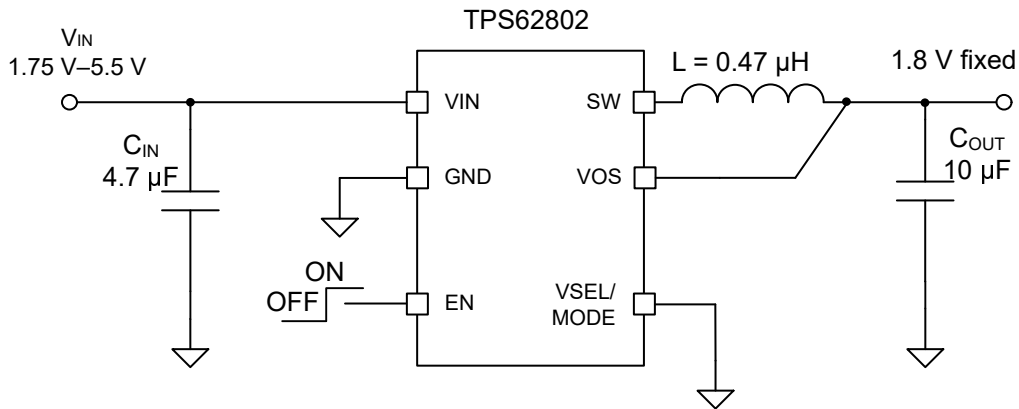 TPS62802
VIN
1.75 V–5.5 V
L = 0.47 µH
1.8 V fixed
VIN
SW
CIN
4.7 µF
COUT
10 µF
GND
VOS
ON
OFF
EN
VSEL/
MODE